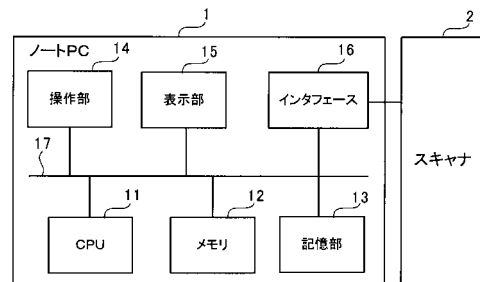 1
2
ノートPC
14
15
16
操作部
表示部
インタフェース
スキャナ
17
11
12
13
CPU
メモリ
記憶部